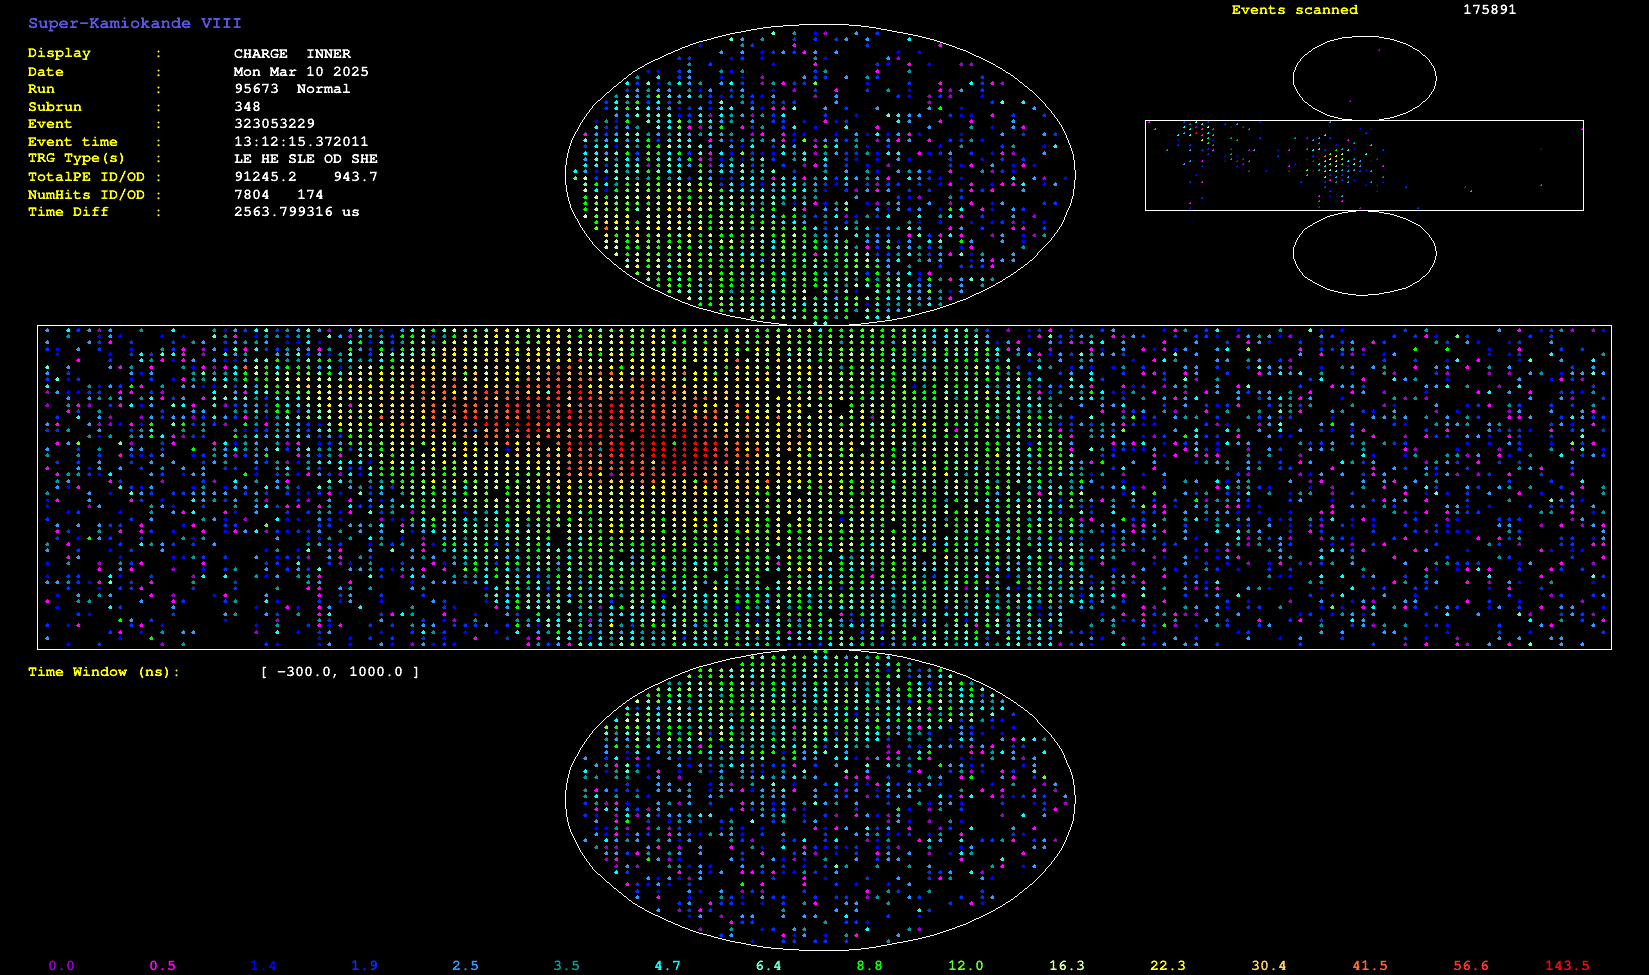 Super-Kamiokande VIII
Events scanned 175891
Display : CHARGE INNER
Date : Mon Mar 10 2025
Run : 95673 Normal
Subrun : 348
Event : 323053229
Event time : 13:12:15.372011
TRG Type(s) : LE HE SLE OD SHE
TotalPE ID/OD : 91245.2 943.7
NumHits ID/OD : 7804 174
Time Diff : 2563.799316 us
Time Window (ns): [ -300.0, 1000.0 ]
0.0 0.5 1.4 1.9 2.5 3.5 4.7 6.4 8.8 12.0 16.3 22.3 30.4 41.5 56.6 143.5